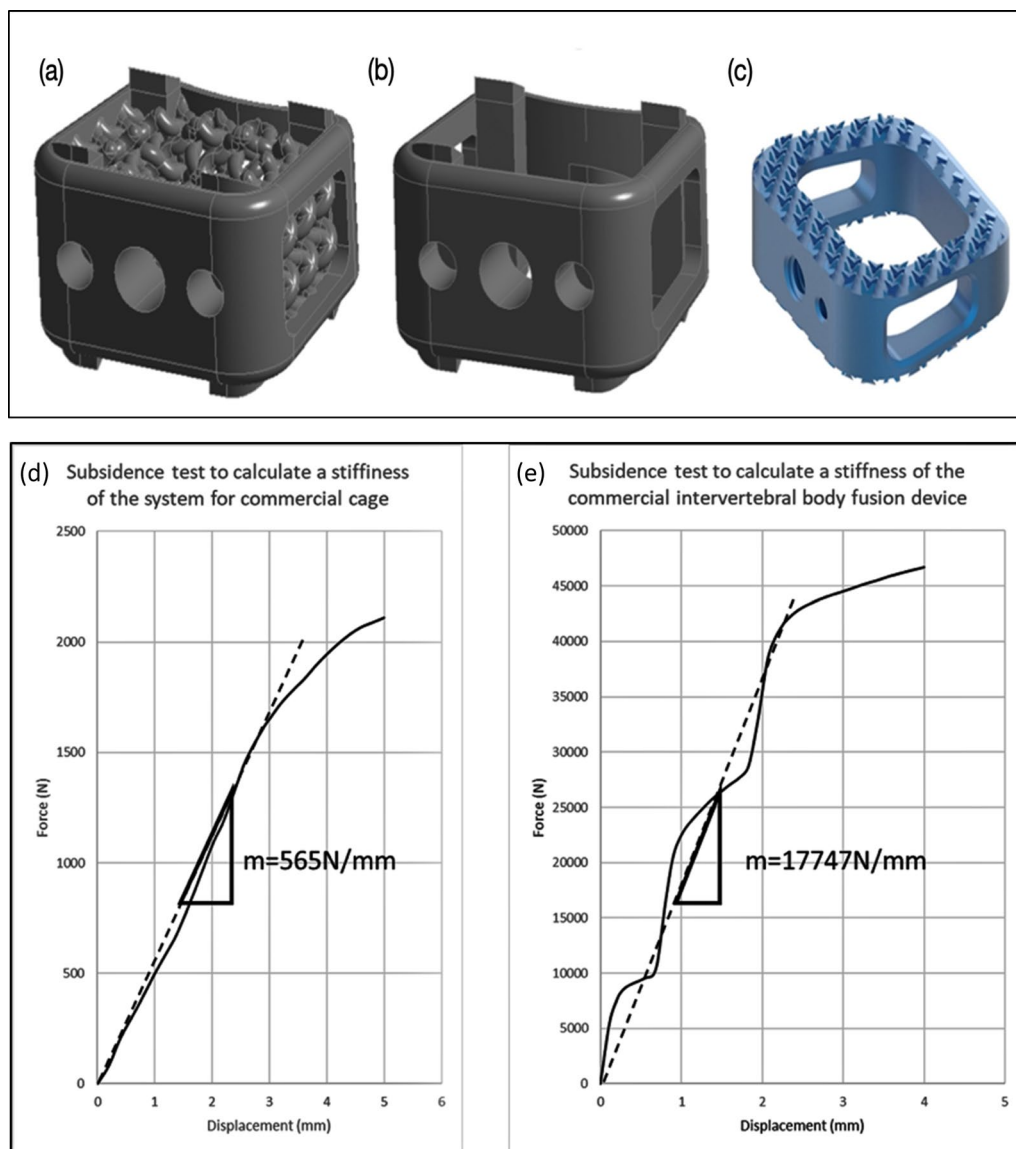 (a)
(b)
(c)
(d)
Subsidence test to calculate a stiffiness
of the system for commercial cage
2500
2000
1500
1000
500
0
Force (N)
m=565N/mm
0 1 2 3 4 5 6
Displacement (mm)
(e)
Subsidence test to calculate a stiffness of the
commercial intervertebral body fusion device
50000
45000
40000
35000
30000
25000
20000
15000
10000
5000
0
Force (N)
m=17747N/mm
0 1 2 3 4 5
Displacement (mm)